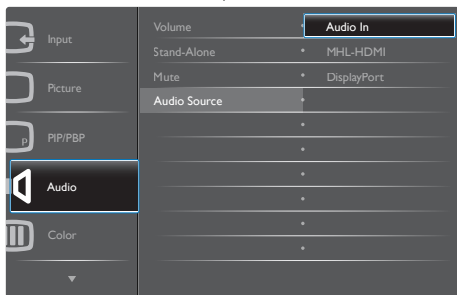 Input
Picture
p
PIP/PBP
Audio
Color
Volume
Stand-Alone
Mute
Audio Source
Audio In
MHL-HDMI
DisplayPort